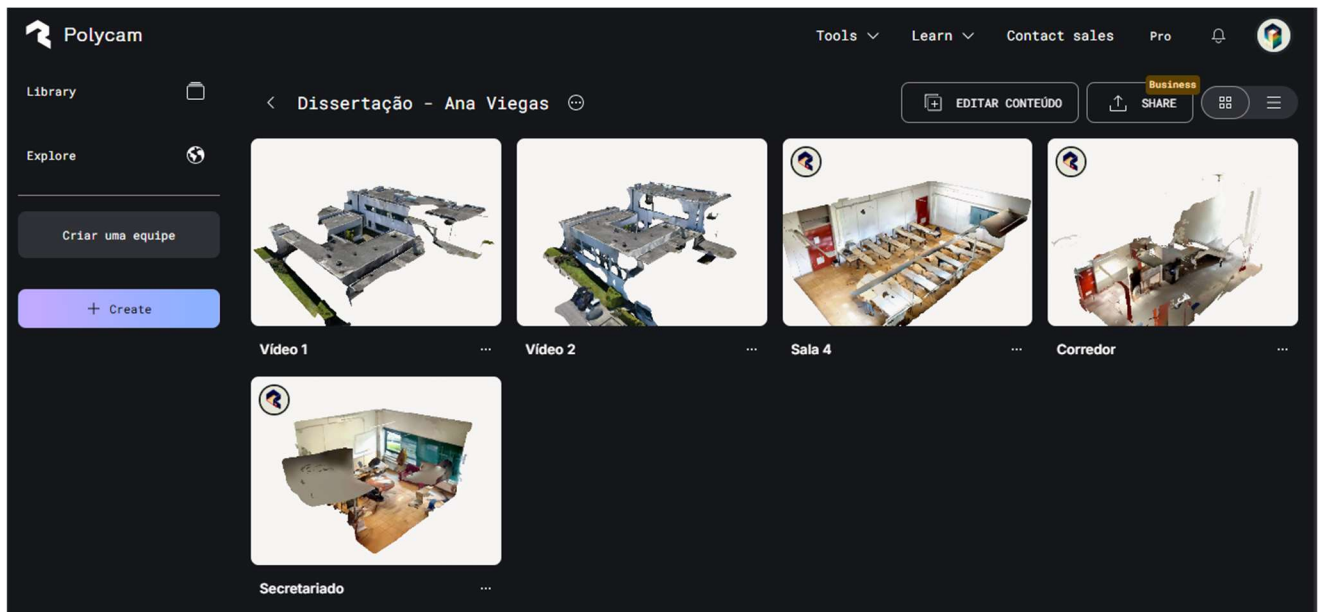 Polycam
Tools
Learn
Contact sales
Pro
Library
Dissertação - Ana Viegas
EDITAR CONTEÚDO
SHARE
Business
Explore
Criar uma equipe
+ Create
Vídeo 1
Vídeo 2
Sala 4
Corredor
Secretariado